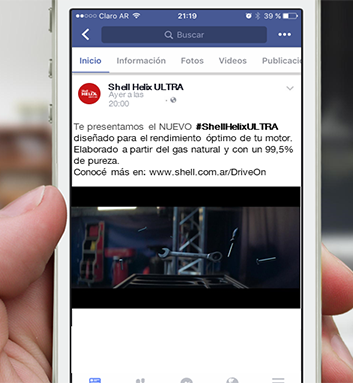 Claro AR 21:19 39 %
Buscar
Inicio Información Fotos Videos Publicacio
Shell Helix ULTRA
Ayer a las
20:00
Te presentamos el NUEVO #ShellHelixULTRA
diseñado para el rendimiento óptimo de tu motor.
Elaborado a partir del gas natural y con un 99,5%
de pureza.
Conocé más en: www.shell.com.ar/DriveOn